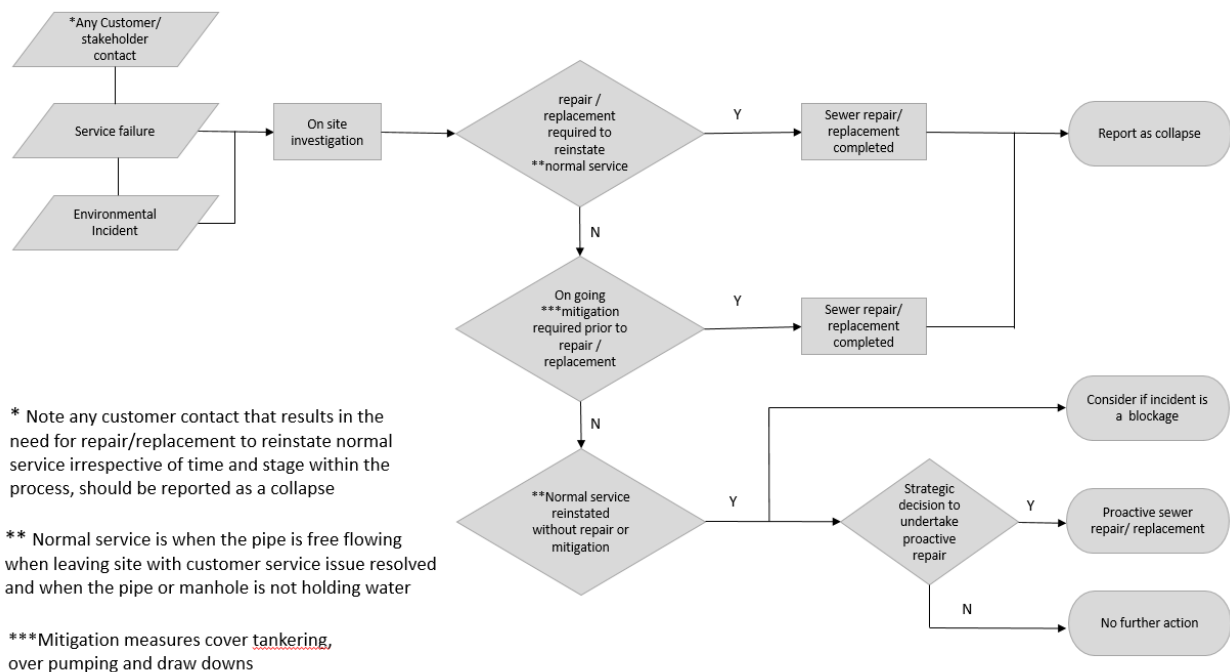 *Any Customer/
stakeholder
contact
Service failure
Environmental
Incident
On site
investigation
repair /
replacement
required to
reinstate
**normal service
Y
Sewer repair/
replacement
completed
Report as collapse
N
On going
***mitigation
required prior to
repair /
replacement
Y
Sewer repair/
replacement
completed
N
**Normal service
reinstated
without repair or
mitigation
Y
Consider if incident is
a blockage
Strategic
decision to
undertake
proactive
repair
Y
Proactive sewer
repair/ replacement
N
No further action
* Note any customer contact that results in the
need for repair/replacement to reinstate normal
service irrespective of time and stage within the
process, should be reported as a collapse
** Normal service is when the pipe is free flowing
when leaving site with customer service issue resolved
and when the pipe or manhole is not holding water
***Mitigation measures cover tankering,
over pumping and draw downs